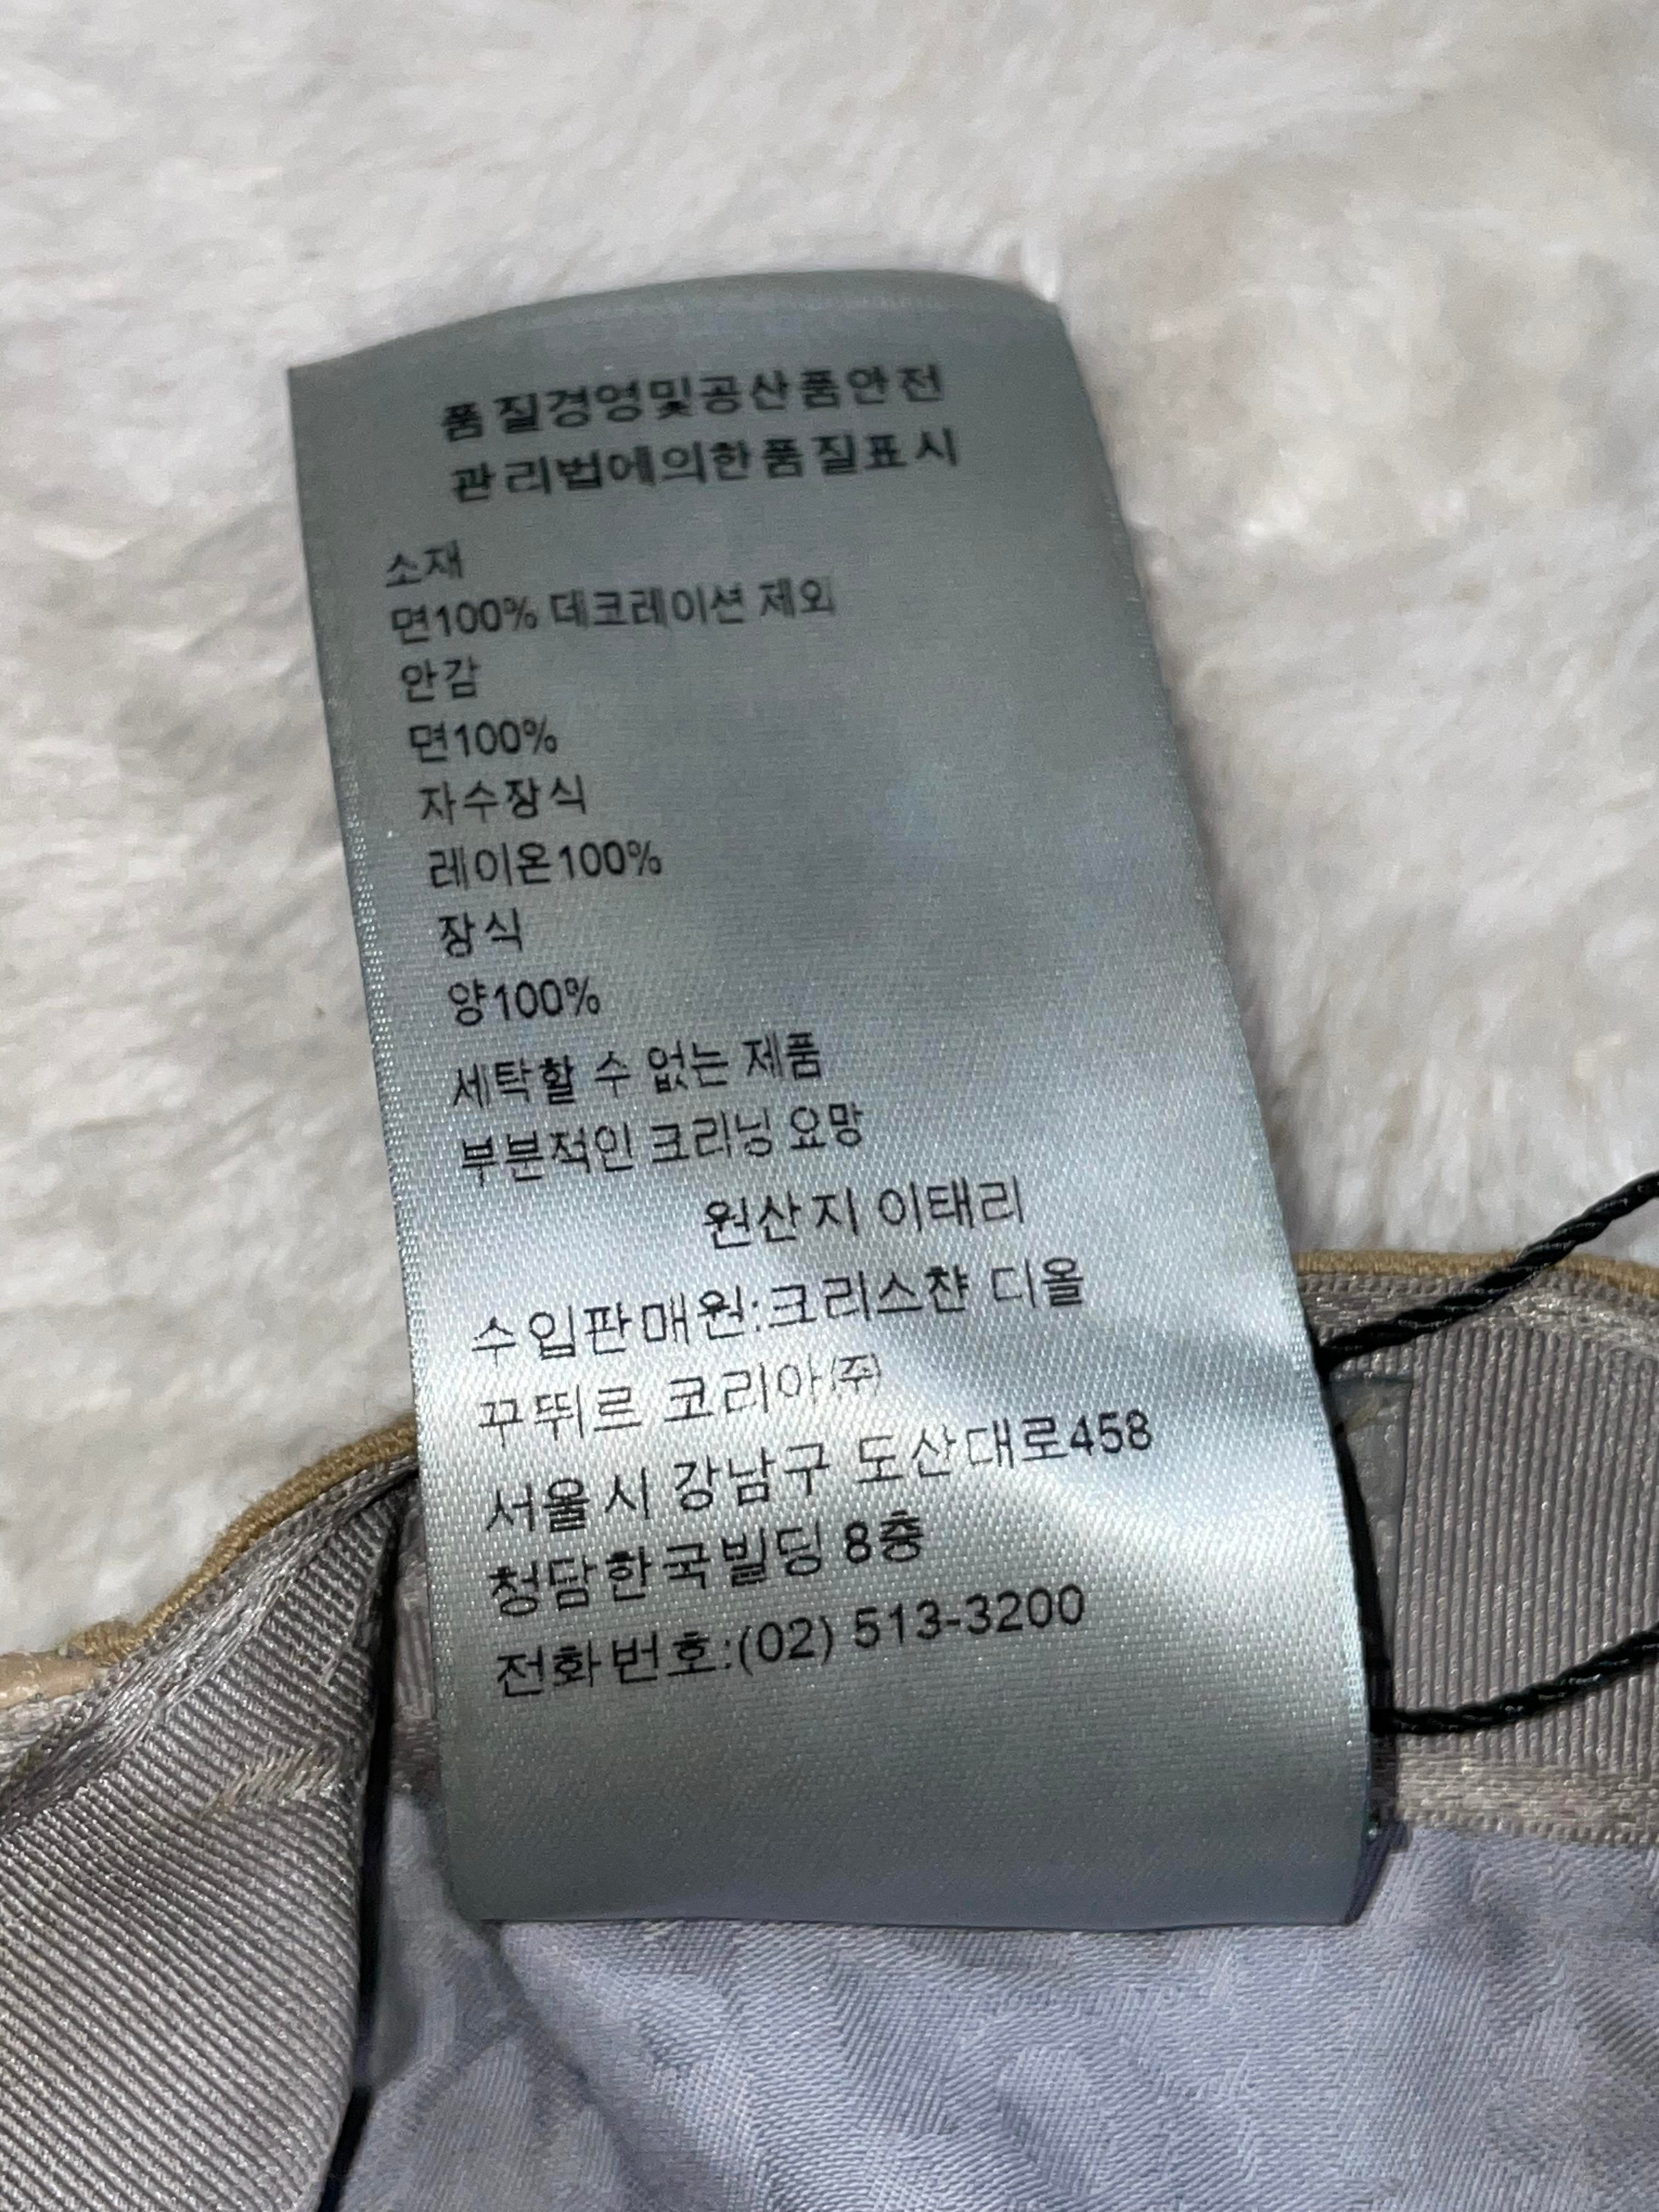 품질경영및공산품안전
관리법에의한품질표시
소재
면100% 데코레이션 제외
안감
면100%
자수장식
레이온100%
장식
양100%
세탁할 수 없는 제품
부분적인 크리닝 요망
원산지 이태리
수입판매원:크리스챤 디올
꾸뛰르 코리아㈜
서울시 강남구 도산대로458
청담한국빌딩 8층
전화번호:(02) 513-3200